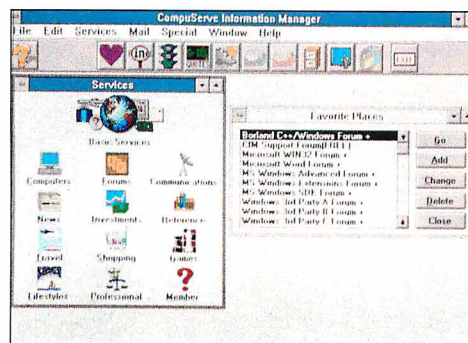 CompuServe Information Manager
File Edit Services Mail Special Window Help
Services
Basic Services
Computers Forums Communications
News Investments Reference
Travel Shopping Games
Lifestyles Professional Member
Favorite Places
Borland C++/Windows Forum +
CIM Support Forum(FREE)
Microsoft WIN32 Forum +
Microsoft Word Forum +
MS Windows Advanced Forum +
MS Windows Extensions Forum +
MS Windows SDK Forum +
Windows 3rd Party A Forum +
Windows 3rd Party B Forum +
Windows 3rd Party C Forum +
Go
Add
Change
Delete
Close
EXIT